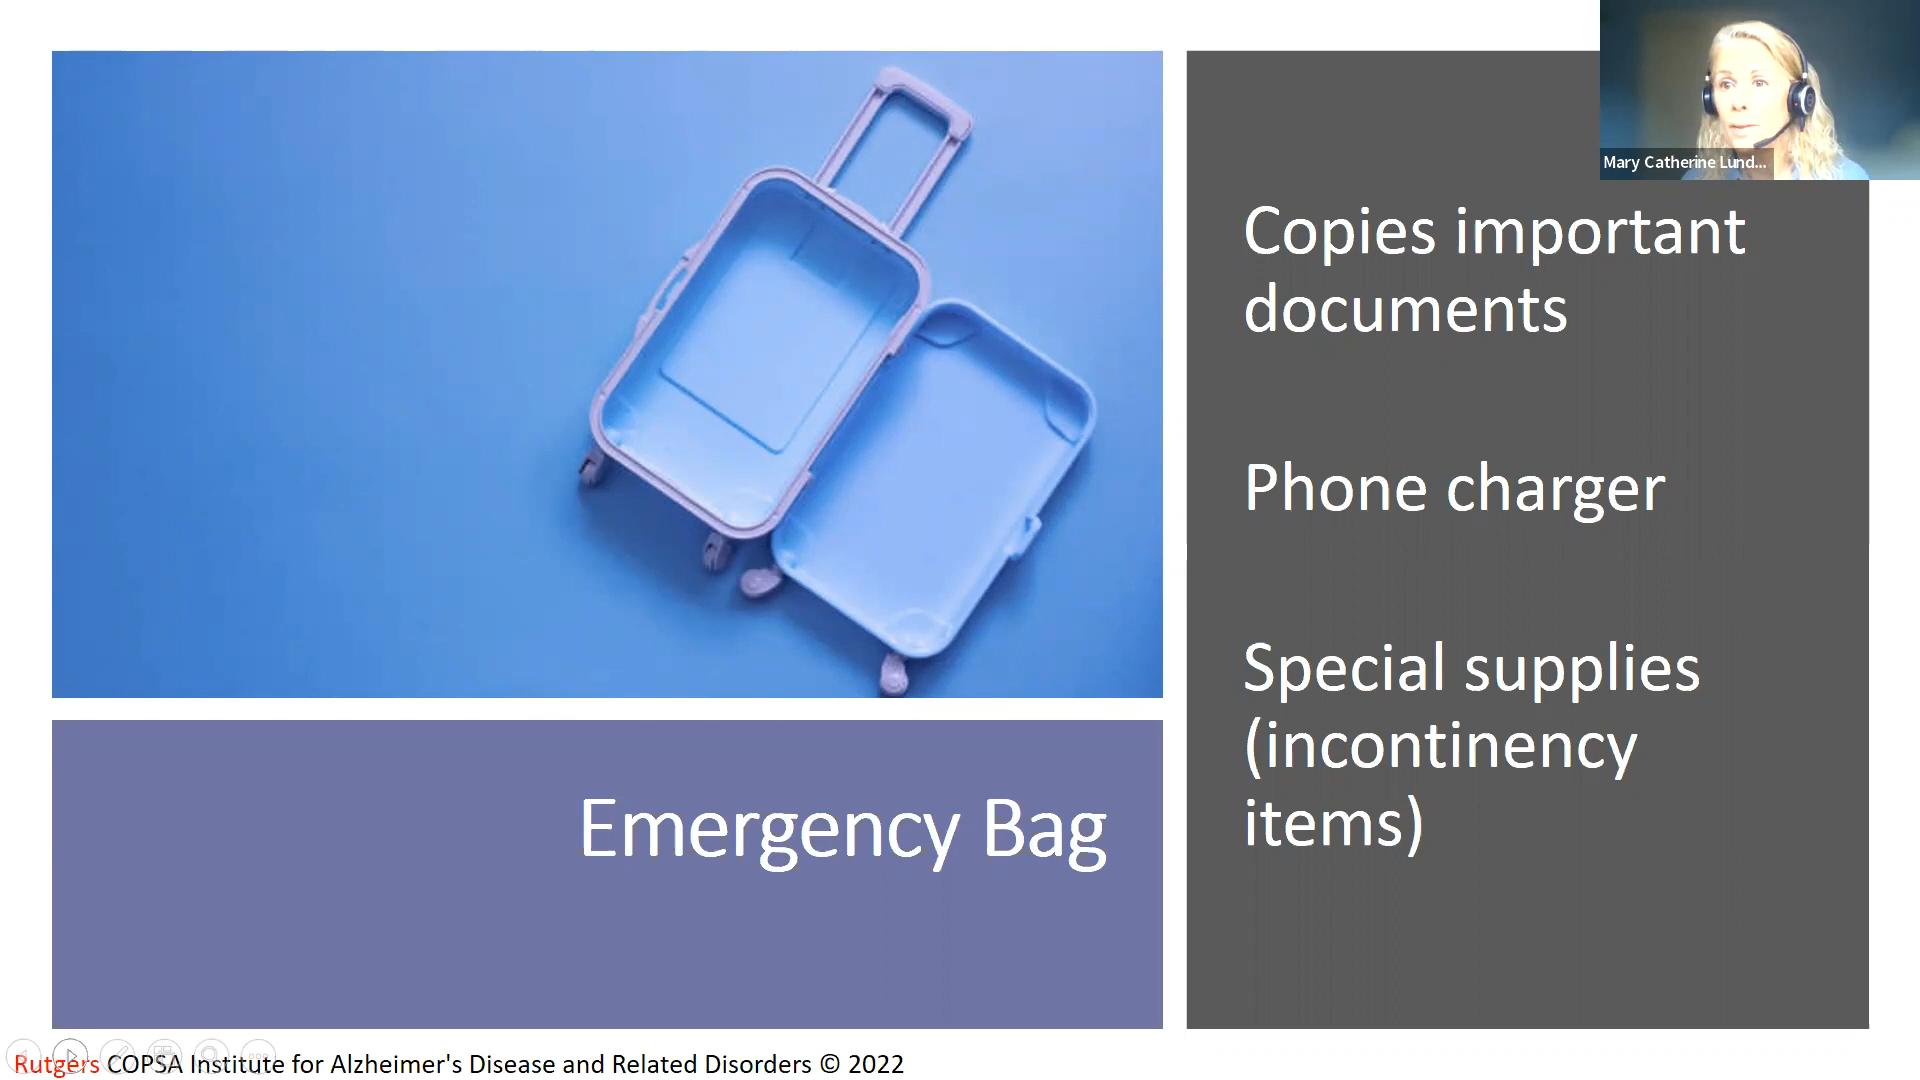 Mary Catherine Lund...
Copies important
documents
Phone charger
Special supplies
(incontinency
items)
Emergency Bag
Rutgers COPSA Institute for Alzheimer's Disease and Related Disorders © 2022